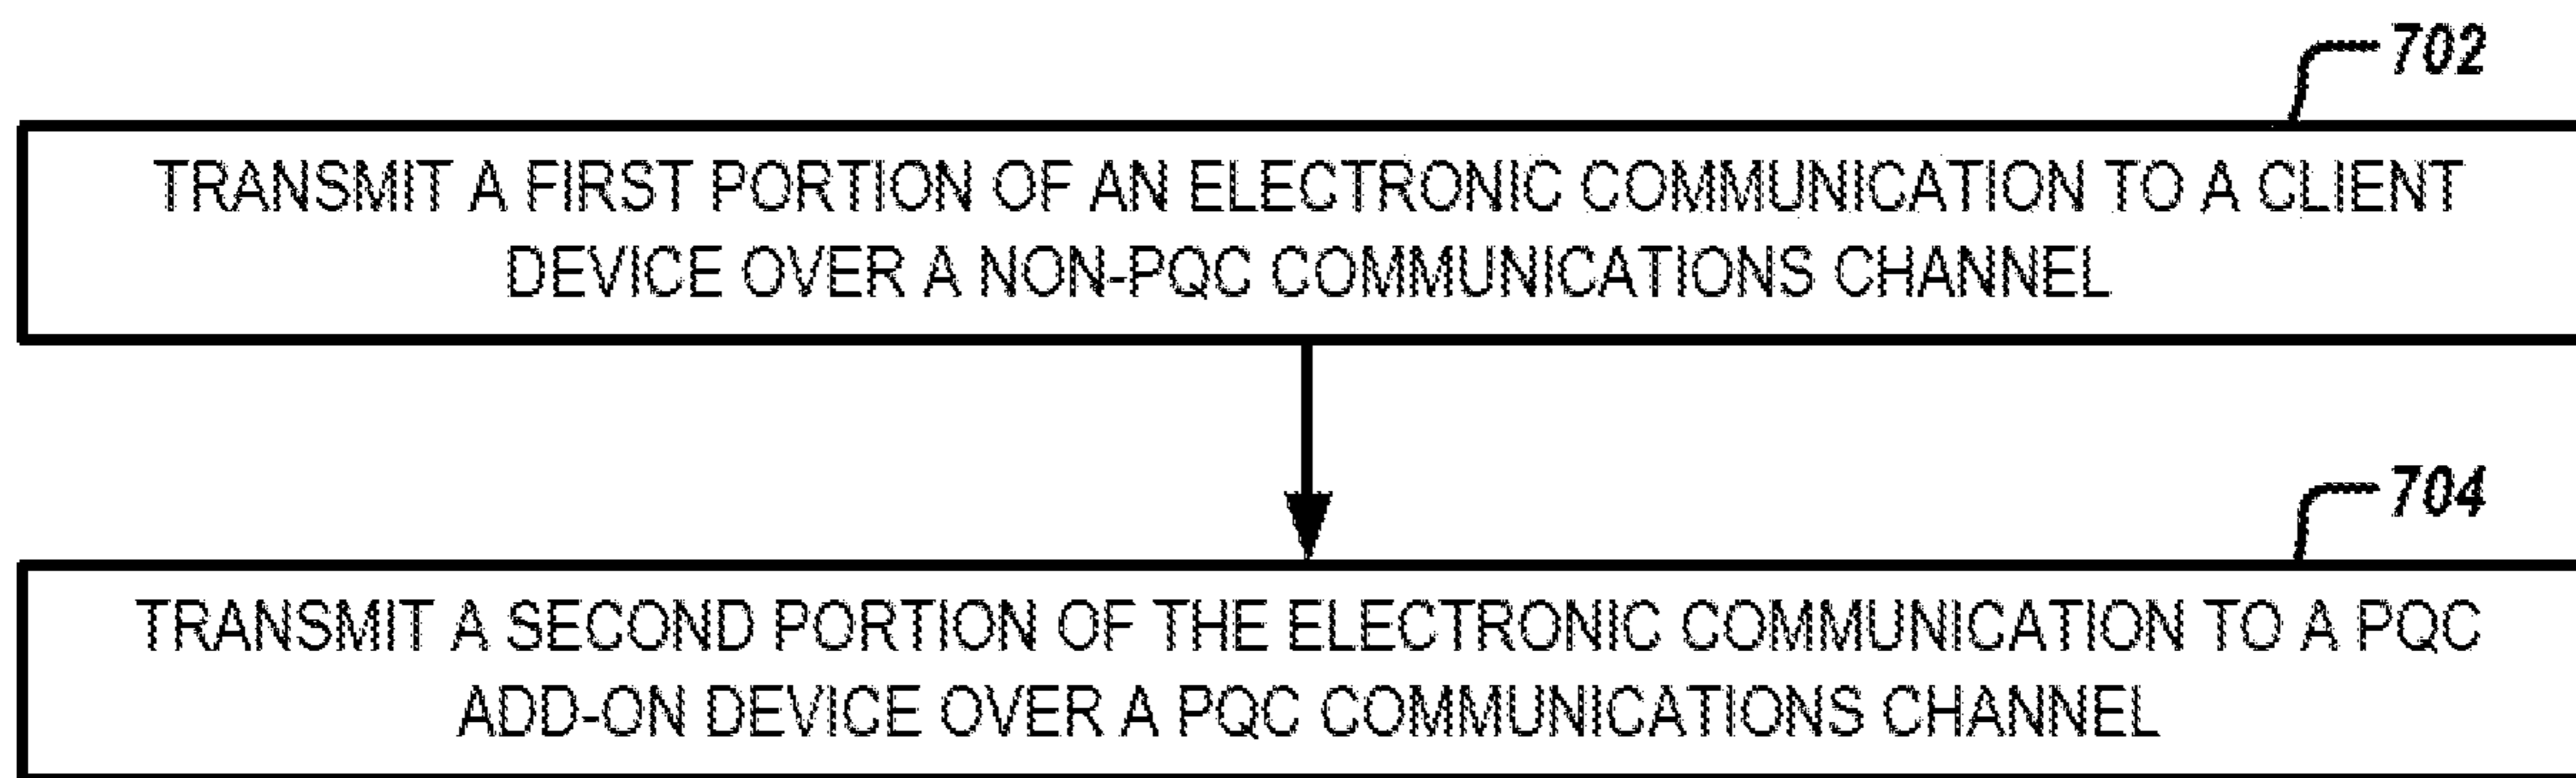 702
TRANSMIT A FIRST PORTION OF AN ELECTRONIC COMMUNICATION TO A CLIENT
DEVICE OVER A NON-PQC COMMUNICATIONS CHANNEL
704
TRANSMIT A SECOND PORTION OF THE ELECTRONIC COMMUNICATION TO A PQC
ADD-ON DEVICE OVER A PQC COMMUNICATIONS CHANNEL